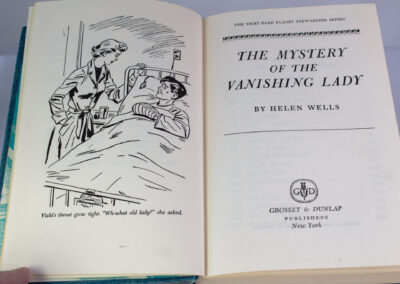 Vicki's throat grew tight. "Wh-what old lady?" she asked.
THE VICKI BARR FLIGHT STEWARDESS SERIES
THE MYSTERY
OF THE
VANISHING LADY
BY HELEN WELLS
G&D
GROSSET & DUNLAP
PUBLISHERS
New York